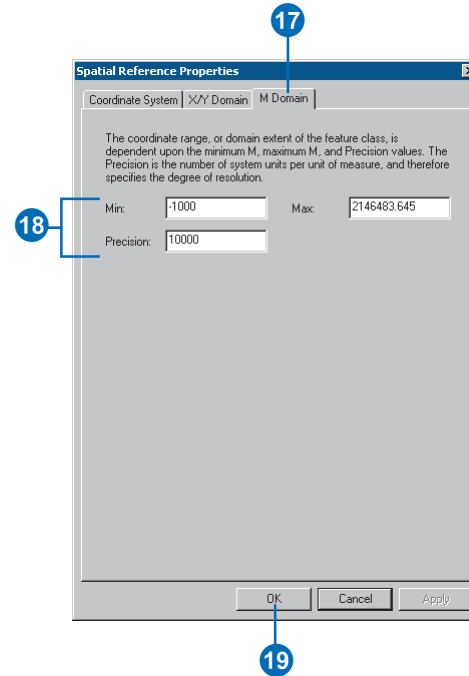 17
Spatial Reference Properties
Coordinate System X/Y Domain M Domain
The coordinate range, or domain extent of the feature class, is
dependent upon the minimum M, maximum M, and Precision values. The
Precision is the number of system units per unit of measure, and therefore
specifies the degree of resolution.
18
Min: -1000 Max: 2146483.645
Precision: 10000
OK Cancel Apply
19